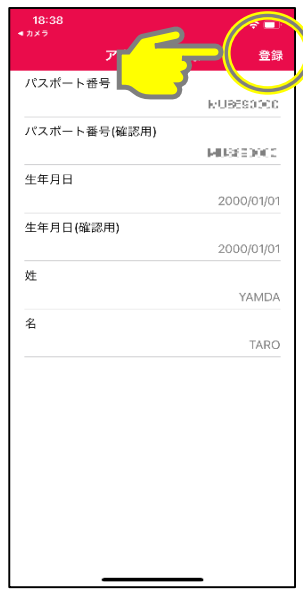 18:38
◀ カメラ
ア
登録
パスポート番号
パスポート番号(確認用)
生年月日
2000/01/01
生年月日(確認用)
2000/01/01
姓
YAMDA
名
TARO